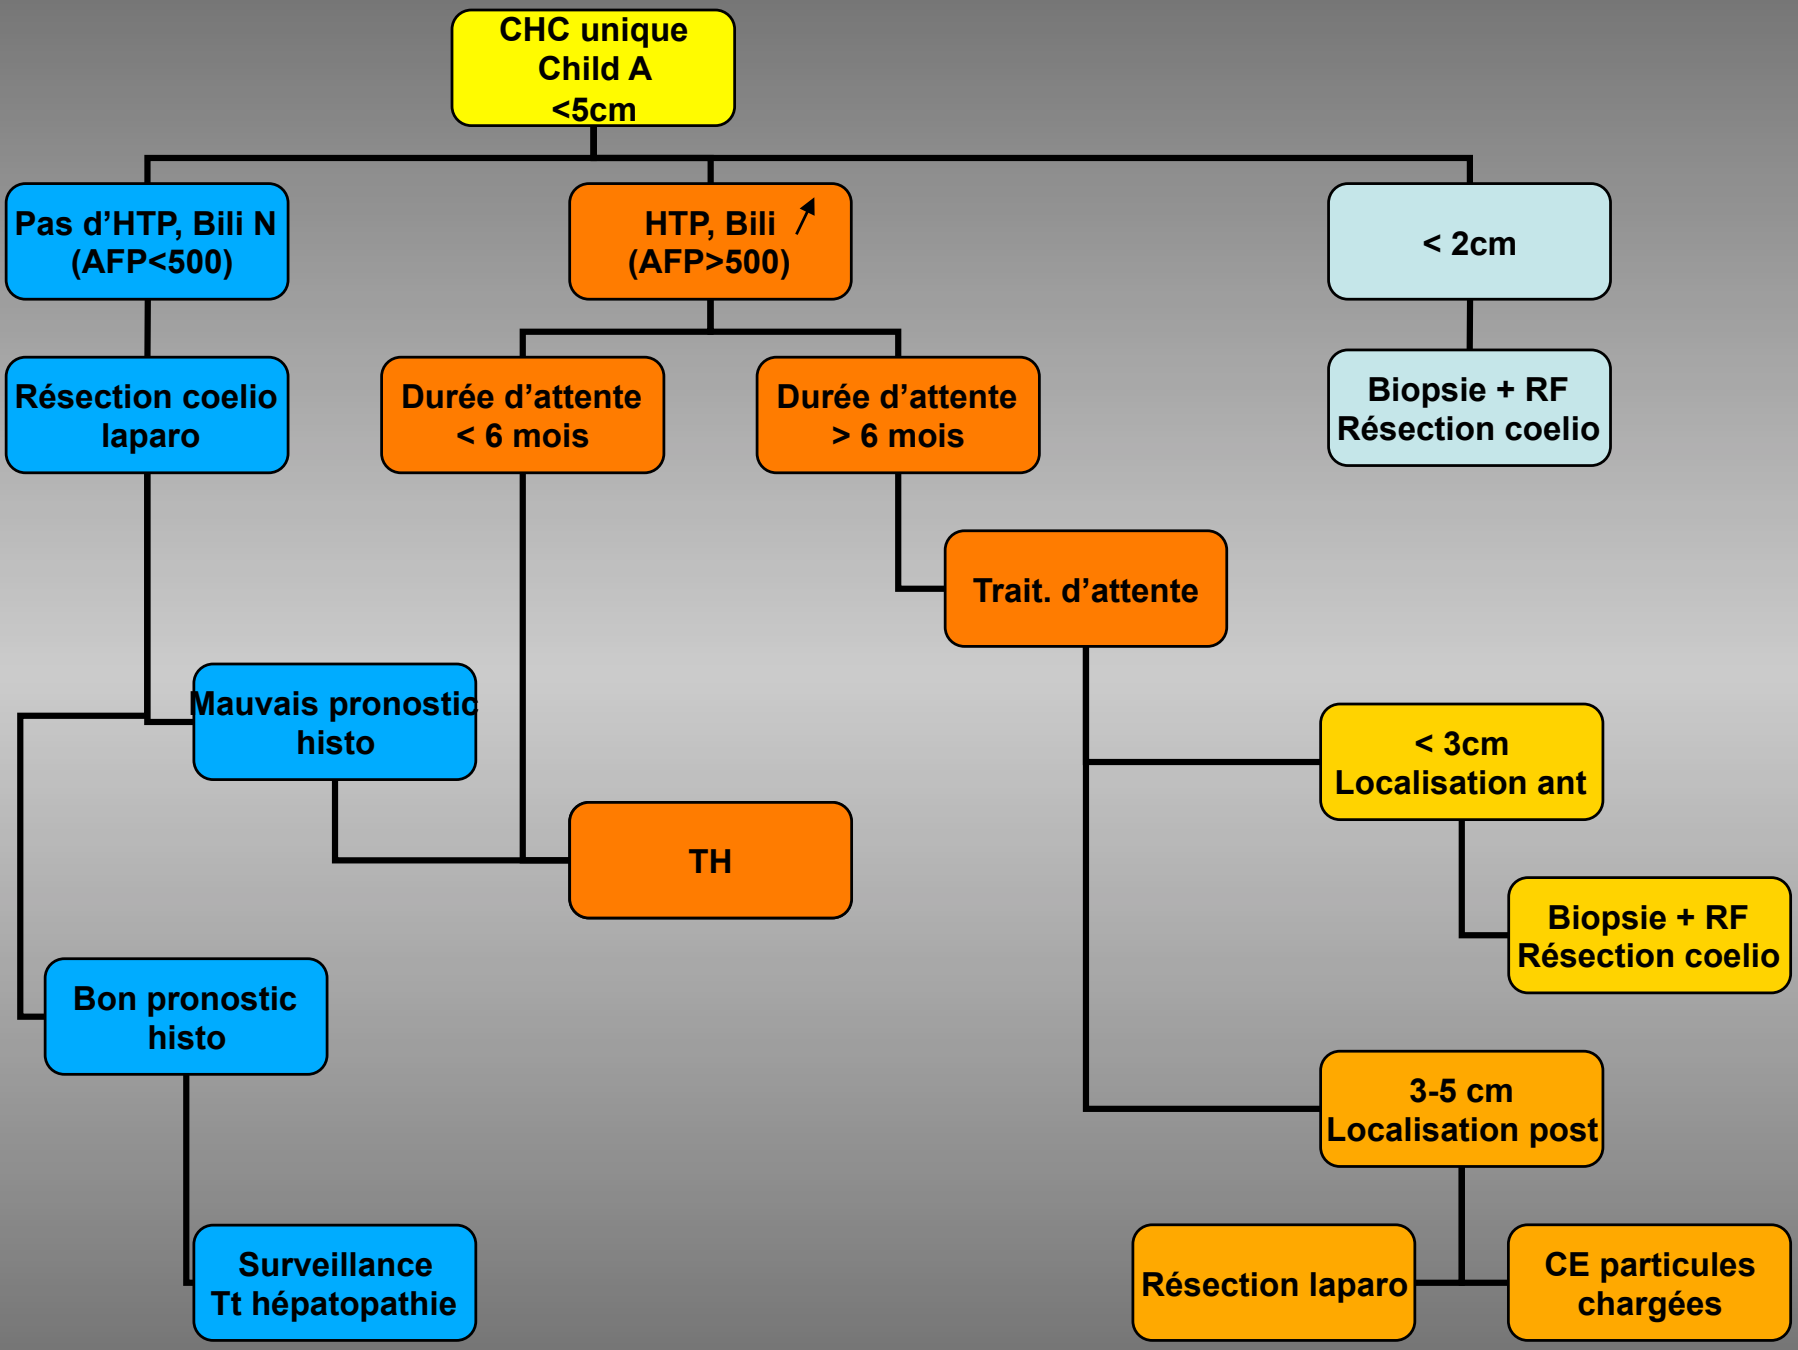 CHC unique
Child A
<5cm
Pas d’HTP, Bili N
(AFP<500)
HTP, Bili ↗
(AFP>500)
< 2cm
Résection coelio
laparo
Durée d’attente
< 6 mois
Durée d’attente
> 6 mois
Biopsie + RF
Résection coelio
Trait. d’attente
Mauvais pronostic
histo
< 3cm
Localisation ant
TH
Biopsie + RF
Résection coelio
Bon pronostic
histo
3-5 cm
Localisation post
Surveillance
Tt hépatopathie
Résection laparo
CE particules
chargées